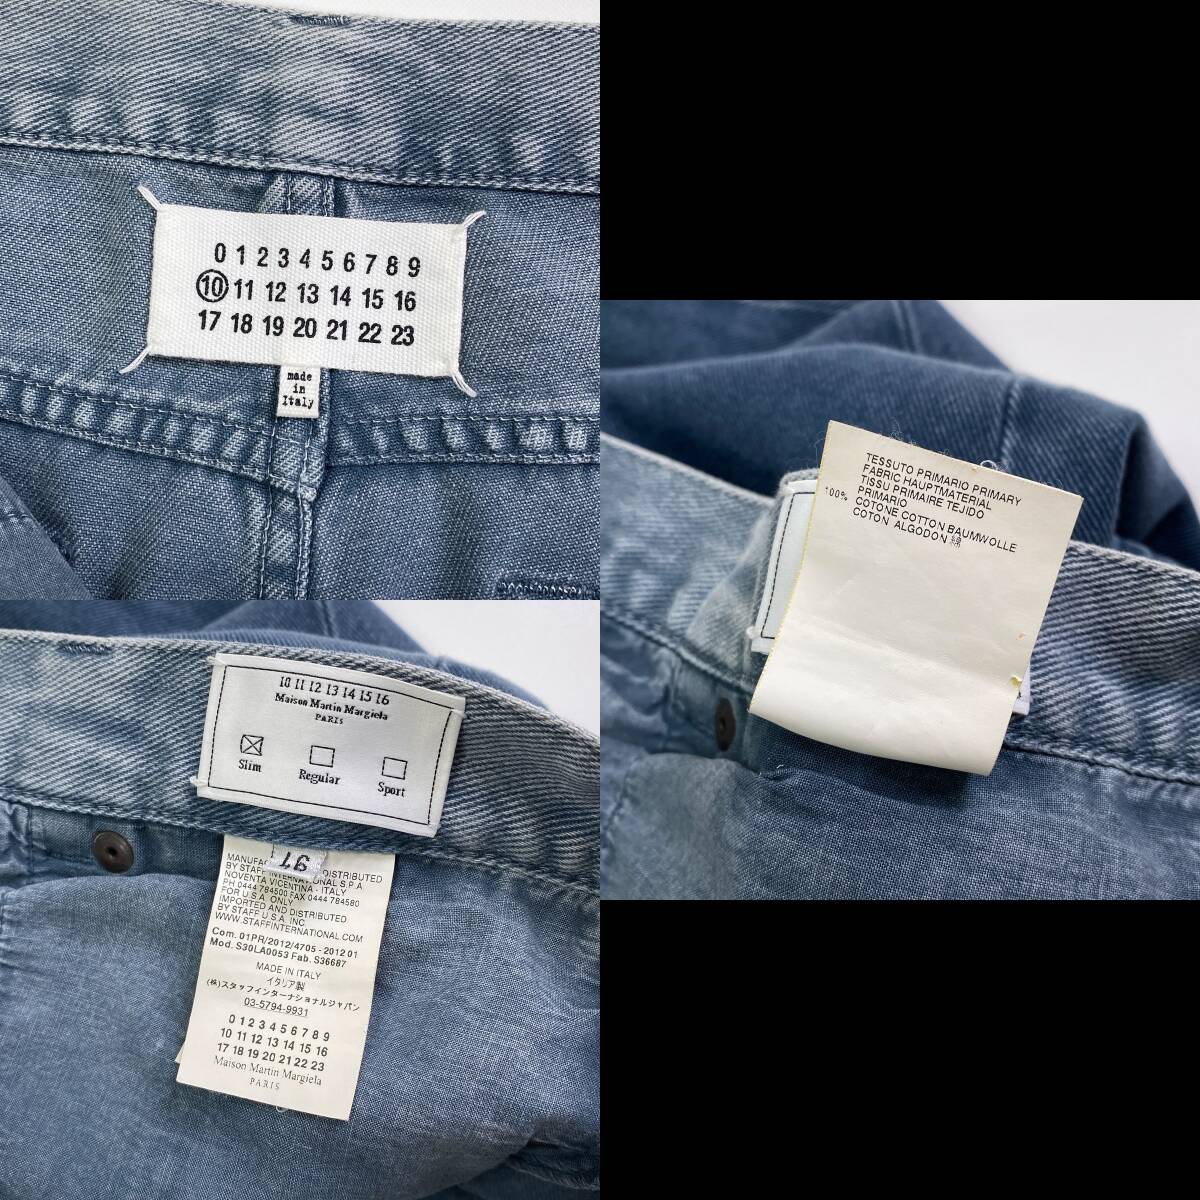 0 1 2 3 4 5 6 7 8 9
10 11 12 13 14 15 16
17 18 19 20 21 22 23
made
in
Italy
TESSUTO PRIMARIO PRIMARY
FABRIC HAUPTMATERIAL
TISSU PRIMAIRE TEJIDO
PRIMARIO
100% COTONE COTTON BAUMWOLLE
COTON ALGODON 綿
10 11 12 13 14 15 16
Maison Martin Margiela
PARIS
Slim
Regular
Sport
37
DISTRIBUTED
BY STAFF INTERNATIONAL S.P.A.
NOVENTA VICENTINA - ITALY
PH 0444 784500 FAX 0444 784580
FOR U.S.A. ONLY
IMPORTED AND DISTRIBUTED
BY STAFF U.S.A. INC.
WWW.STAFFINTERNATIONAL.COM
Com. 01PR/2012/4705 - 2012 01
Mod. S30LA0053 Fab. S36687
MADE IN ITALY
イタリア製
(株)スタッフインターナショナルジャパン
03-5794-9931
0 1 2 3 4 5 6 7 8 9
10 11 12 13 14 15 16
17 18 19 20 21 22 23
Maison Martin Margiela
PARIS